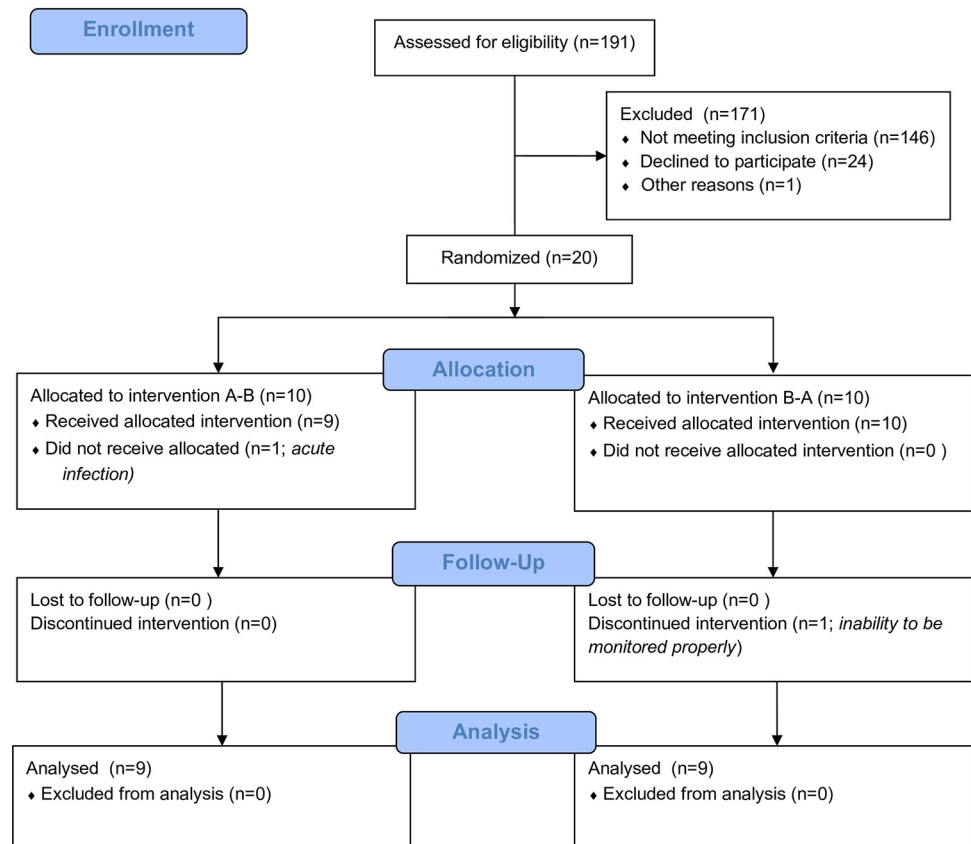 Enrollment
Assessed for eligibility (n=191)
Excluded (n=171)
♦ Not meeting inclusion criteria (n=146)
♦ Declined to participate (n=24)
♦ Other reasons (n=1)
Randomized (n=20)
Allocation
Allocated to intervention A-B (n=10)
♦ Received allocated intervention (n=9)
♦ Did not receive allocated (n=1; acute
infection)
Allocated to intervention B-A (n=10)
♦ Received allocated intervention (n=10)
♦ Did not receive allocated intervention (n=0 )
Follow-Up
Lost to follow-up (n=0 )
Discontinued intervention (n=0)
Lost to follow-up (n=0 )
Discontinued intervention (n=1; inability to be
monitored properly)
Analysis
Analysed (n=9)
♦ Excluded from analysis (n=0)
Analysed (n=9)
♦ Excluded from analysis (n=0)